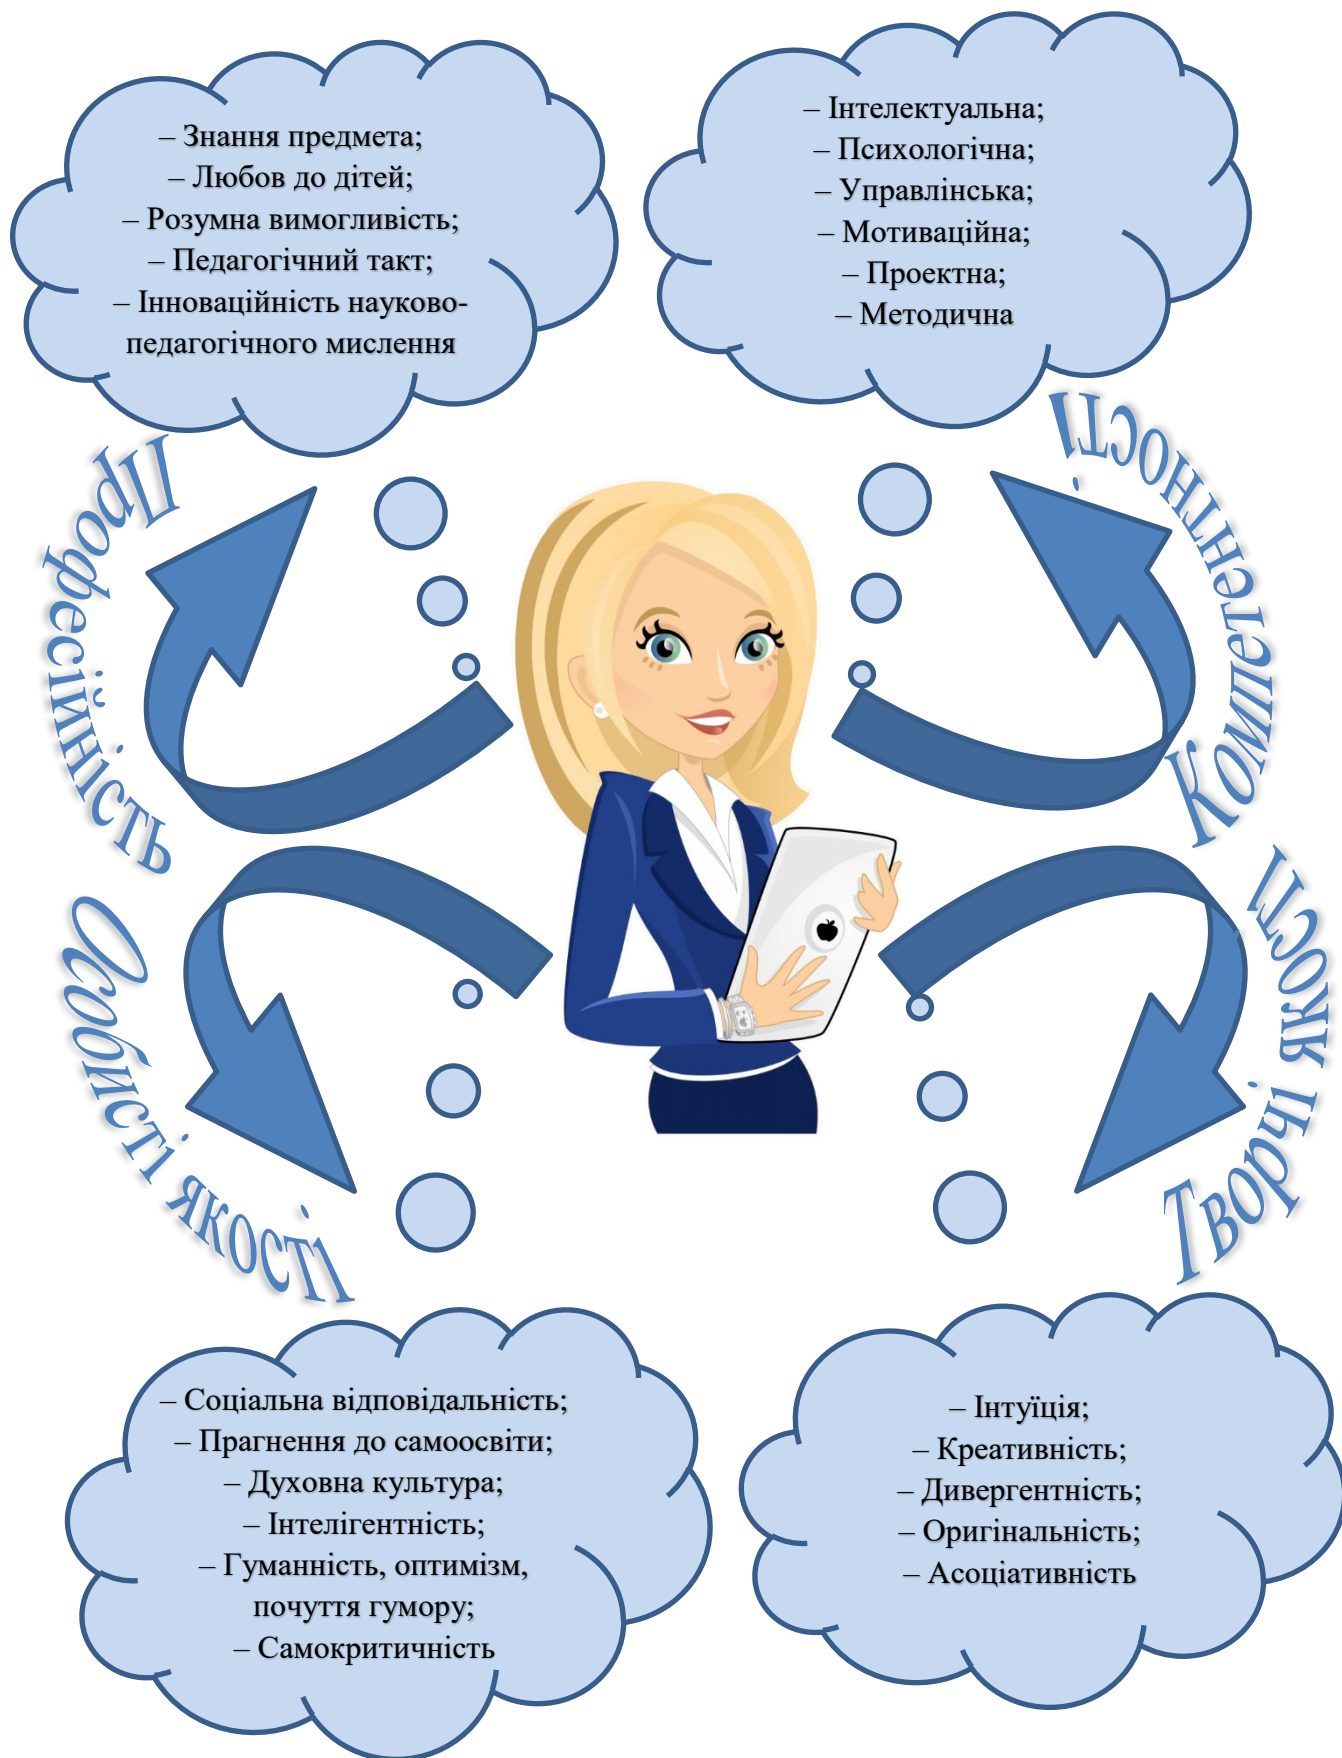 – Знання предмета;
– Любов до дітей;
– Розумна вимогливість;
– Педагогічний такт;
– Інноваційність науково-
педагогічного мислення
– Інтелектуальна;
– Психологічна;
– Управлінська;
– Мотиваційна;
– Проектна;
– Методична
Професійність
Компетентності
Особисті якості
Творчі якості
– Соціальна відповідальність;
– Прагнення до самоосвіти;
– Духовна культура;
– Інтелігентність;
– Гуманність, оптимізм,
почуття гумору;
– Самокритичність
– Інтуїція;
– Креативність;
– Дивергентність;
– Оригінальність;
– Асоціативність